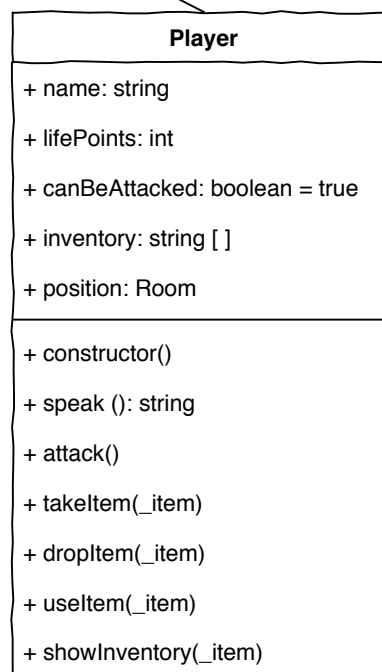 Player
+ name: string
+ lifePoints: int
+ canBeAttacked: boolean = true
+ inventory: string [ ]
+ position: Room
+ constructor()
+ speak (): string
+ attack()
+ takeItem(_item)
+ dropItem(_item)
+ useItem(_item)
+ showInventory(_item)